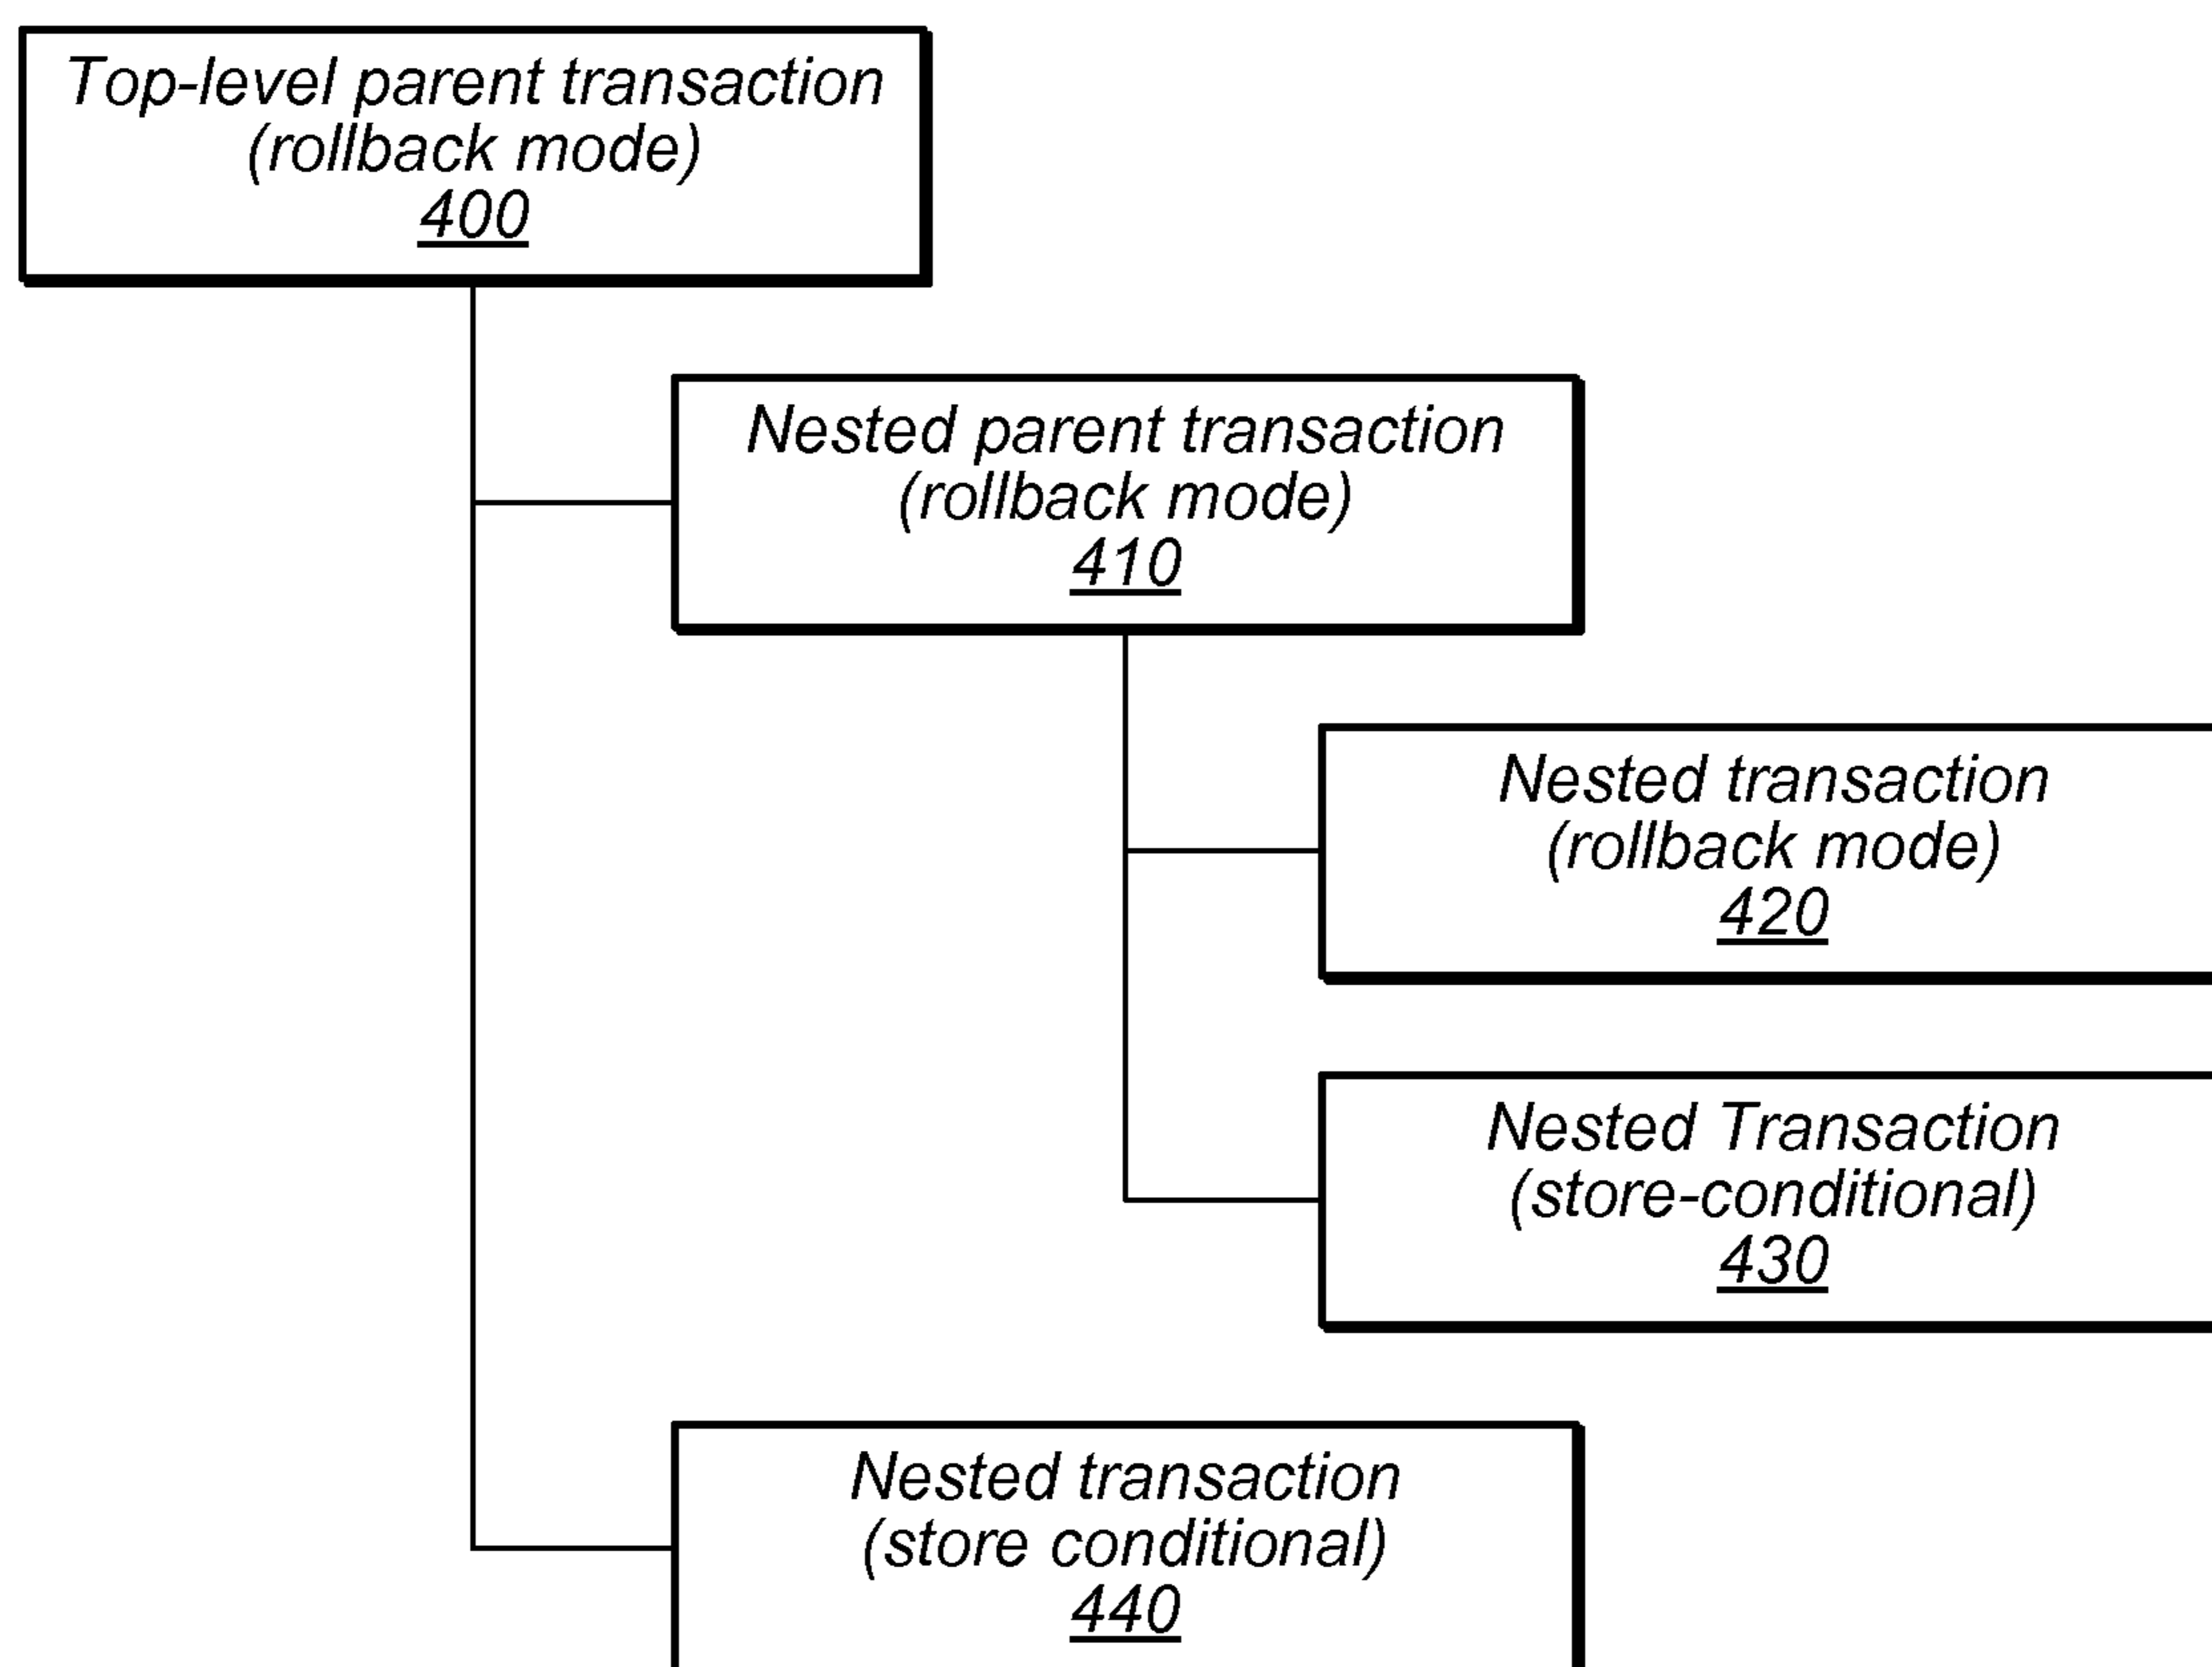 Top-level parent transaction
(rollback mode)
400
Nested parent transaction
(rollback mode)
410
Nested transaction
(rollback mode)
420
Nested Transaction
(store-conditional)
430
Nested transaction
(store conditional)
440